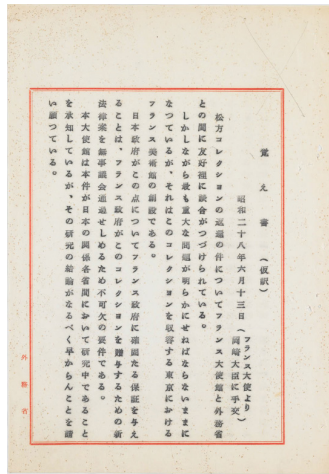 覚え書　（仮訳）
昭和二十八年六月十三日（フランス大使より岡崎大臣に手交）
松方コレクションの返還の件についてフランス大使館と外務省
との間に友好裡に談合がつづけられている。
しかしながら最も重大な問題が明らかにせねばならないままに
なつているが、それはこのコレクションを収容する東京における
フランス美術館の創設である。
日本政府がこの点についてフランス政府に確固たる保証を与え
ることは、フランス政府がこのコレクションを贈与するための新
法律案を無事議会通過せしめるため不可欠の要件である。
本大使館は本件が日本の関係各省間において研究中であること
を承知しているが、その研究の結論がなるべく早からんことを請
い願つている。
外務省